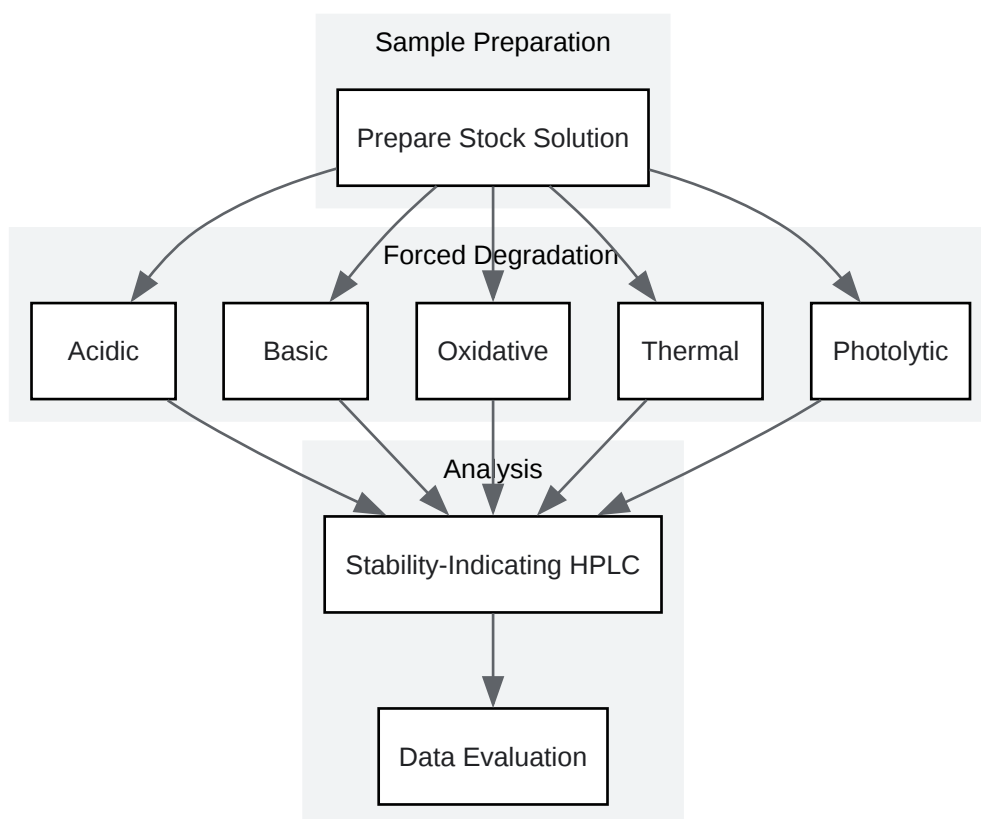 Sample Preparation
Prepare Stock Solution
Forced Degradation
Acidic
Basic
Oxidative
Thermal
Photolytic
Analysis
Stability-Indicating HPLC
Data Evaluation